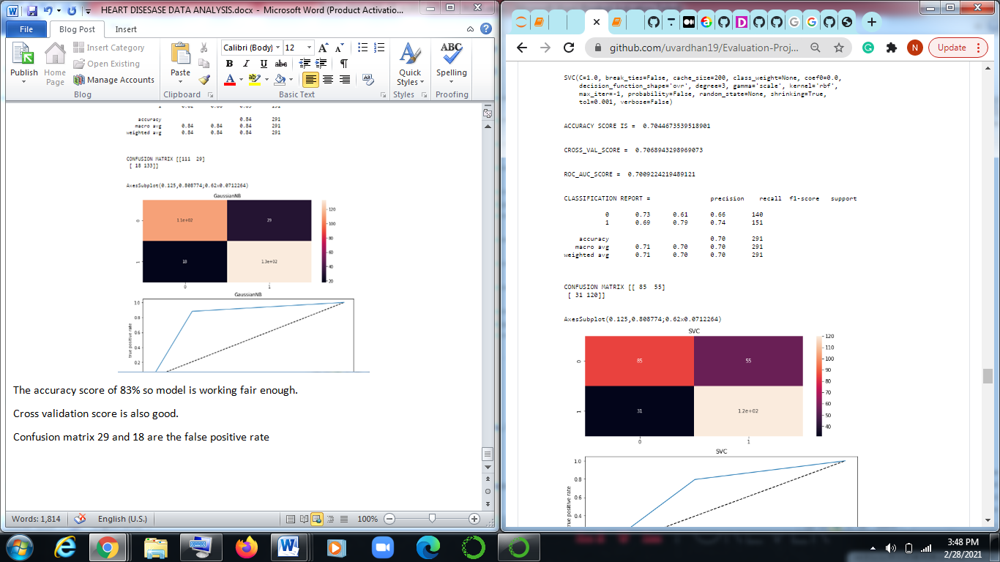 HEART DISESASE DATA ANALYSIS.docx - Microsoft Word (Product Activatio...
File Blog Post Insert
Publish
Home Page
Insert Category
Open Existing
Manage Accounts
Blog
Paste
Clipboard
Calibri (Body) 12
Basic Text
Quick Styles
Styles
ABC
Spelling
Proofing
accuracy 0.84 291
macro avg 0.84 0.84 0.84 291
weighted avg 0.84 0.84 0.84 291
CONFUSION MATRIX [[111 29]
[ 18 133]]
AxesSubplot(0.125,0.808774;0.62x0.0712264)
GaussianNB
0 1.1e+02 29
1 18 1.3e+02
0 1
120
100
80
60
40
20
GaussianNB
1.0
0.8
0.6
0.4
0.2
true positive rate
The accuracy score of 83% so model is working fair enough.
Cross validation score is also good.
Confusion matrix 29 and 18 are the false positive rate
Words: 1,814 English (U.S.) 100%
github.com/uvardhan19/Evaluation-Proj...
N
Update
SVC(C=1.0, break_ties=False, cache_size=200, class_weight=None, coef0=0.0,
decision_function_shape='ovr', degree=3, gamma='scale', kernel='rbf',
max_iter=-1, probability=False, random_state=None, shrinking=True,
tol=0.001, verbose=False)
ACCURACY SCORE IS = 0.7044673539518901
CROSS_VAL_SCORE = 0.7068943298969073
ROC_AUC_SCORE = 0.7009224219489121
CLASSIFICATION REPORT = precision recall f1-score support
0 0.73 0.61 0.66 140
1 0.69 0.79 0.74 151
accuracy 0.70 291
macro avg 0.71 0.70 0.70 291
weighted avg 0.71 0.70 0.70 291
CONFUSION MATRIX [[ 85 55]
[ 31 120]]
AxesSubplot(0.125,0.808774;0.62x0.0712264)
SVC
0 85 55
1 31 1.2e+02
0 1
120
110
100
90
80
70
60
50
40
SVC
1.0
0.8
0.6
0.4
3:48 PM
2/28/2021